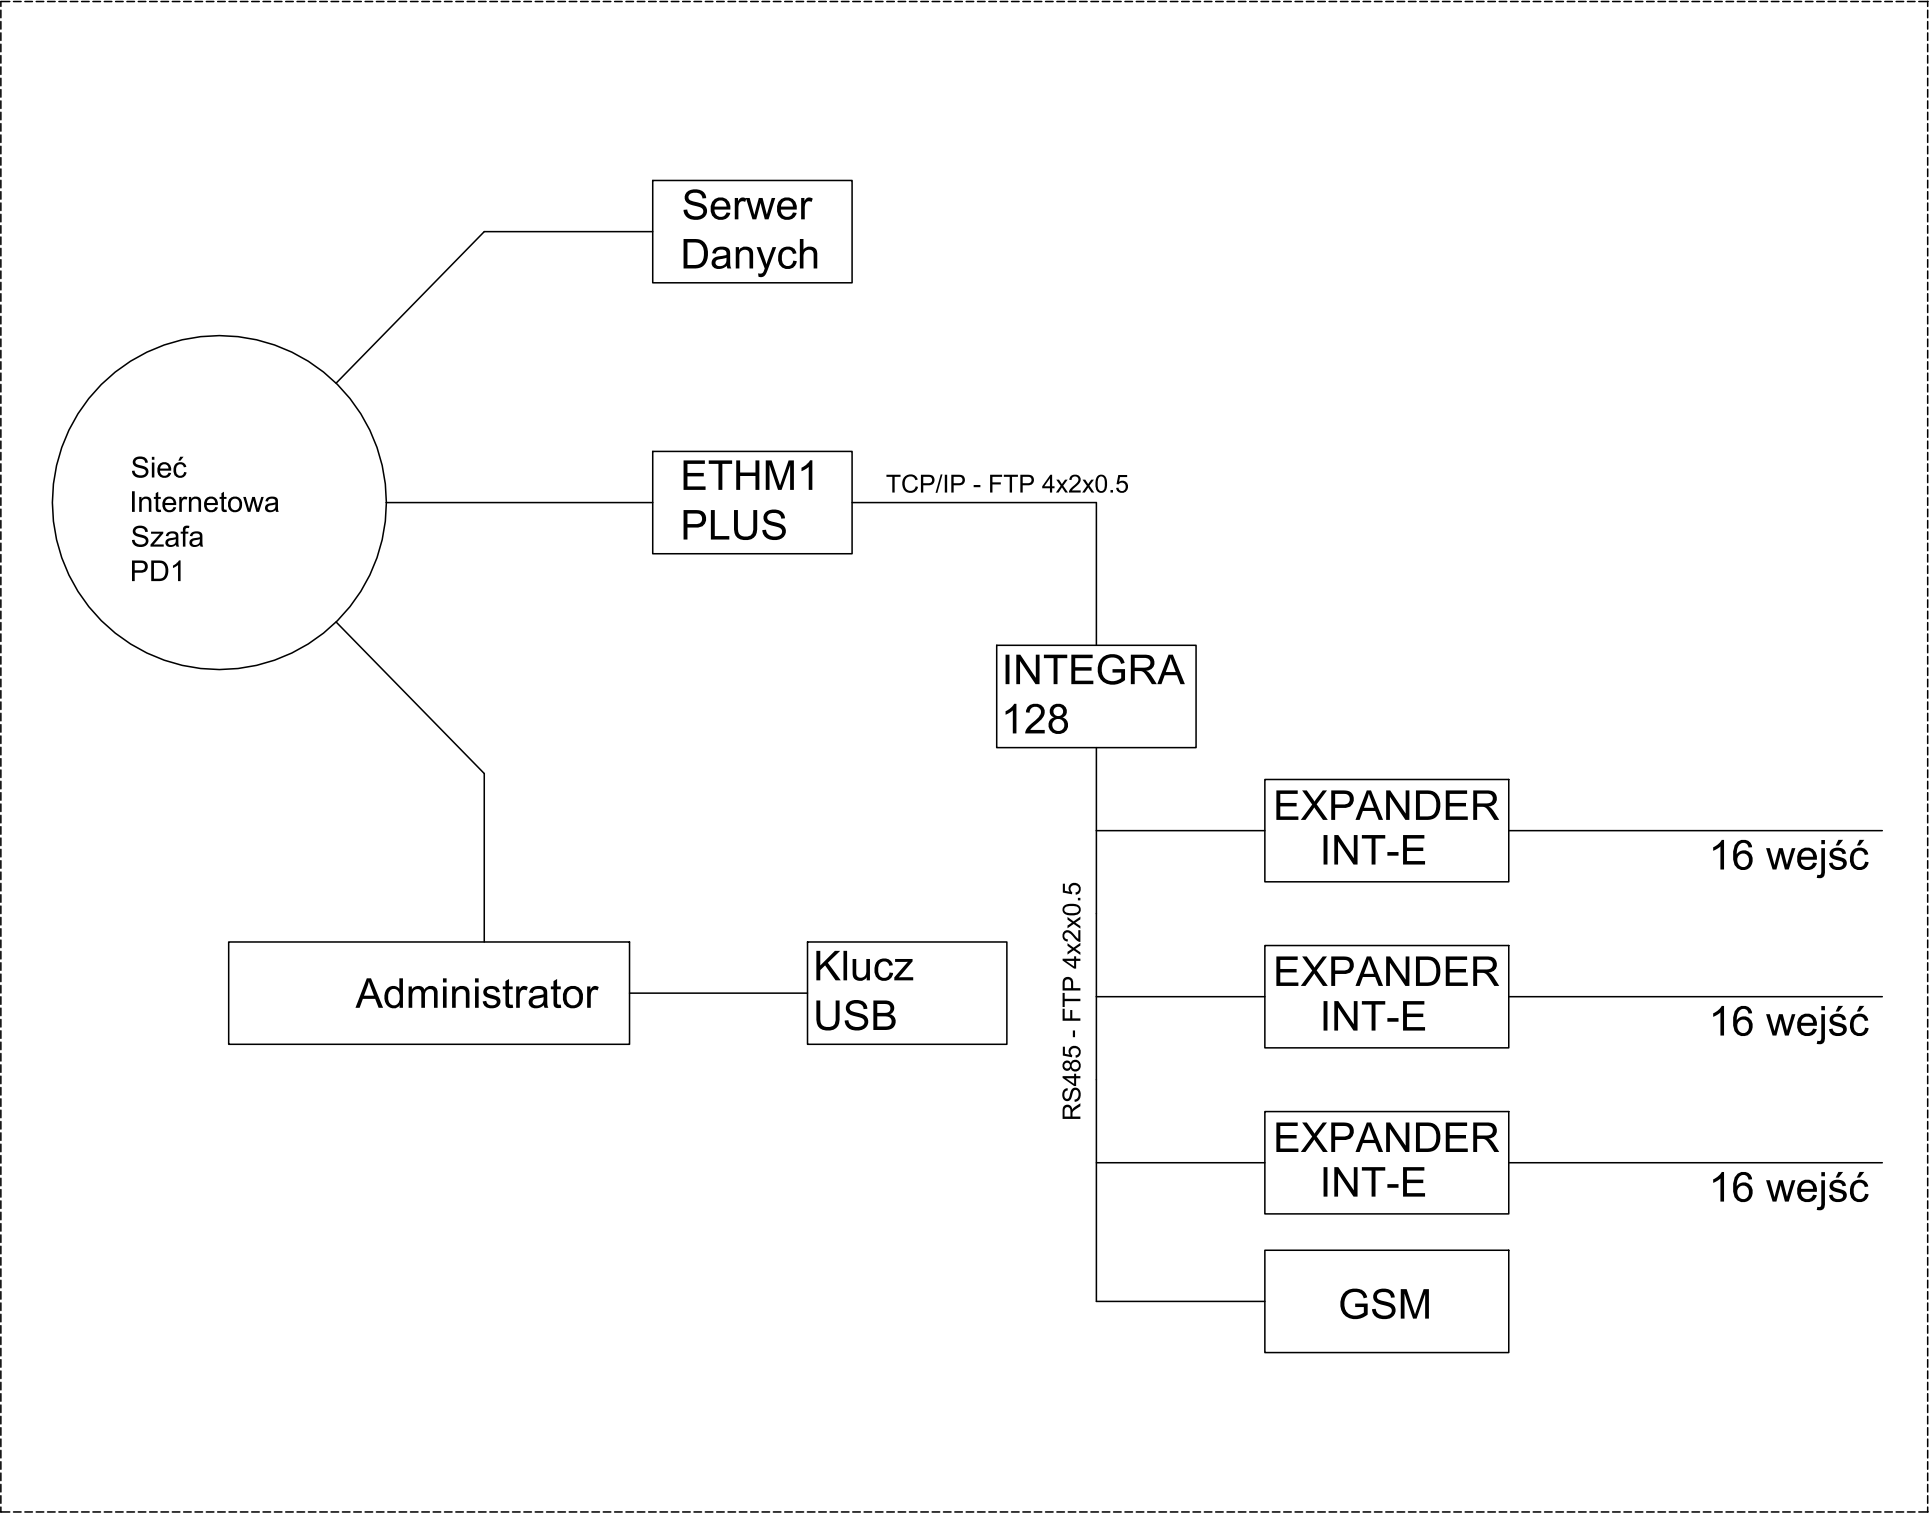 Serwer
Danych
Sieć
Internetowa
Szafa
PD1
ETHM1
PLUS
TCP/IP - FTP 4x2x0.5
INTEGRA
128
EXPANDER
INT-E
16 wejść
RS485 - FTP 4x2x0.5
Administrator
Klucz
USB
EXPANDER
INT-E
16 wejść
EXPANDER
INT-E
16 wejść
GSM